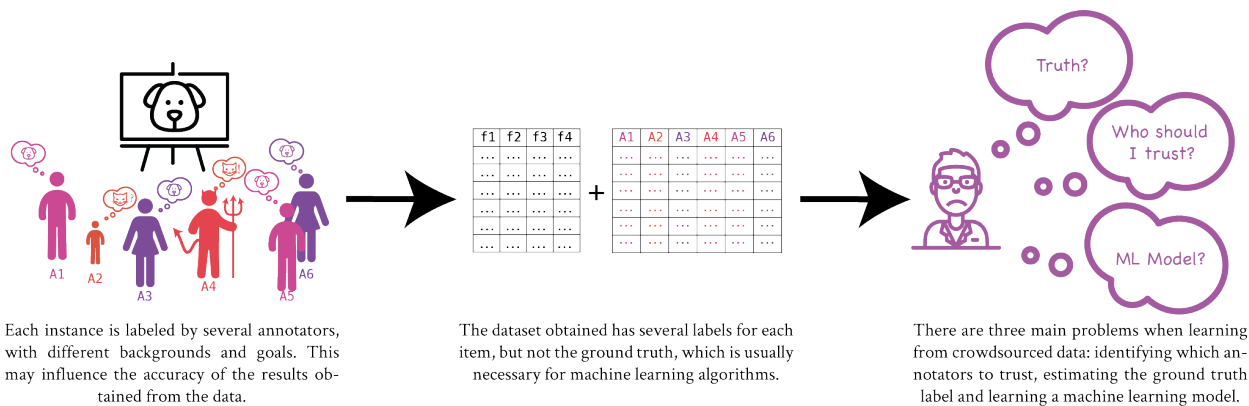 A1
A2
A3
A4
A5
A6
Each instance is labeled by several annotators,
with different backgrounds and goals. This
may influence the accuracy of the results ob-
tained from the data.
f1 f2 f3 f4
... ... ... ...
... ... ... ...
... ... ... ...
... ... ... ...
... ... ... ...
... ... ... ...
+
A1 A2 A3 A4 A5 A6
... ... ... ... ... ...
... ... ... ... ... ...
... ... ... ... ... ...
... ... ... ... ... ...
... ... ... ... ... ...
... ... ... ... ... ...
The dataset obtained has several labels for each
item, but not the ground truth, which is usually
necessary for machine learning algorithms.
Truth?
Who should
I trust?
ML Model?
There are three main problems when learning
from crowdsourced data: identifying which an-
notators to trust, estimating the ground truth
label and learning a machine learning model.